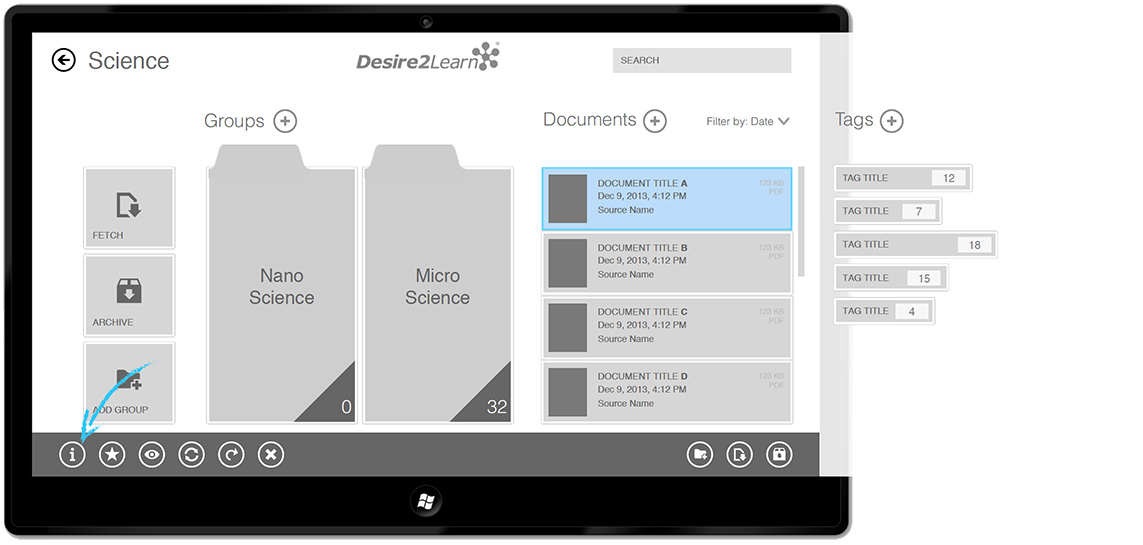 Science
Desire2Learn
SEARCH
Groups
Documents
Filter by: Date
Tags
FETCH
ARCHIVE
ADD GROUP
Nano
Science
0
Micro
Science
32
DOCUMENT TITLE A
123 KB
Dec 9, 2013, 4:12 PM
PDF
Source Name
DOCUMENT TITLE B
123 KB
Dec 9, 2013, 4:12 PM
PDF
Source Name
DOCUMENT TITLE C
123 KB
Dec 9, 2013, 4:12 PM
PDF
Source Name
DOCUMENT TITLE D
123 KB
Dec 9, 2013, 4:12 PM
PDF
Source Name
TAG TITLE 12
TAG TITLE 7
TAG TITLE 18
TAG TITLE 15
TAG TITLE 4